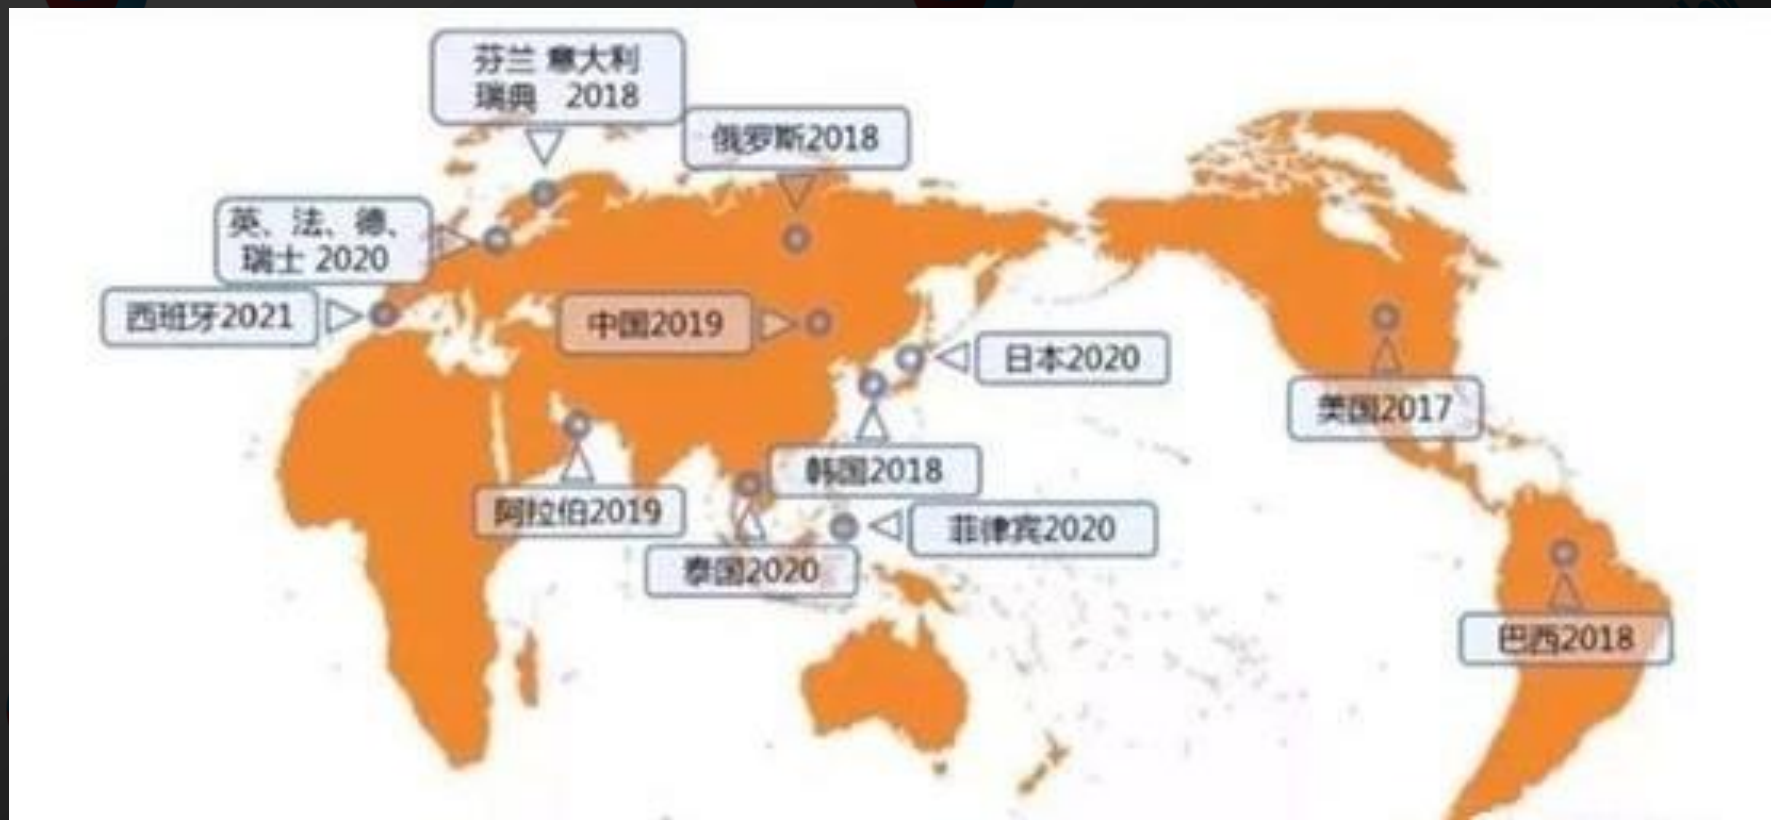 芬兰 意大利
瑞典 2018
俄罗斯2018
英、法、德、
瑞士 2020
西班牙2021
中国2019
日本2020
美国2017
韩国2018
阿拉伯2019
菲律宾2020
泰国2020
巴西2018